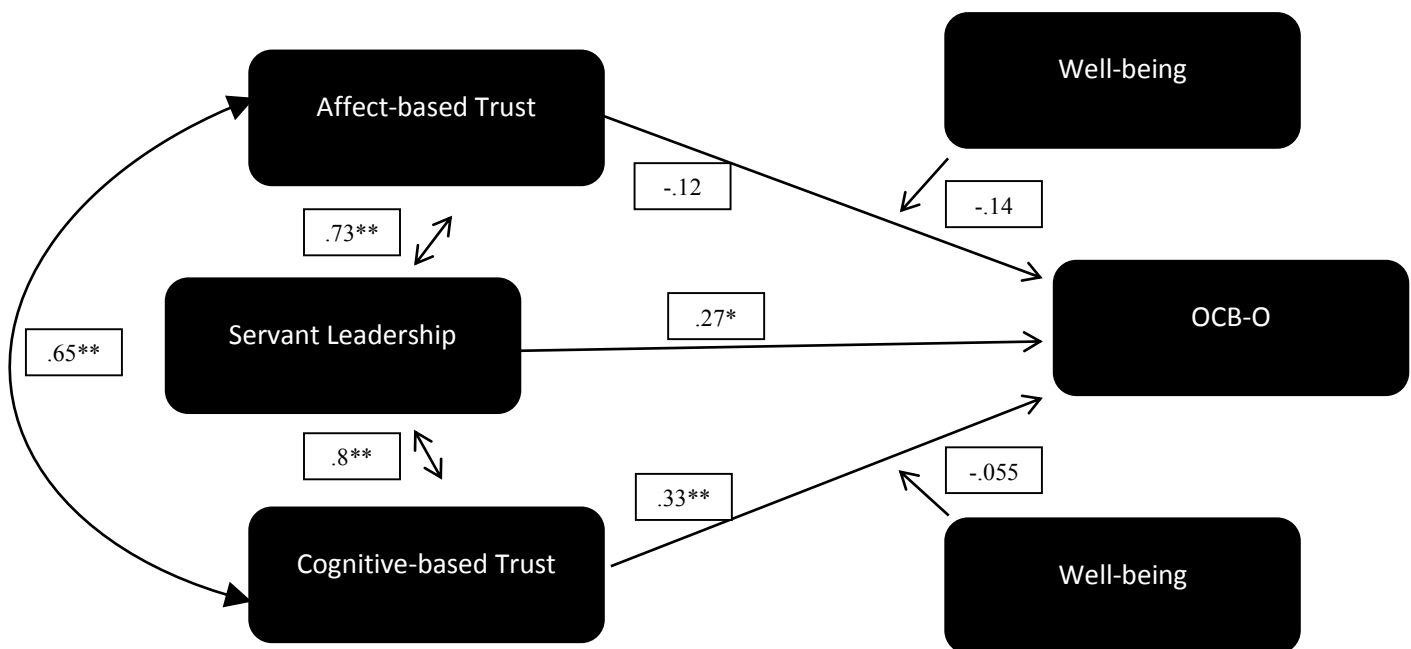 Well-being
Affect-based Trust
-.12
-.14
.73**
Servant Leadership
.27*
OCB-O
.65**
.8**
.33**
-.055
Cognitive-based Trust
Well-being